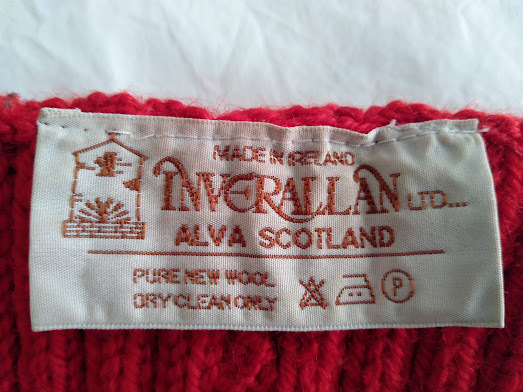 MADE IN IRELAND
INVERALLAN LTD...
ALVA SCOTLAND
PURE NEW WOOL
DRY CLEAN ONLY
P